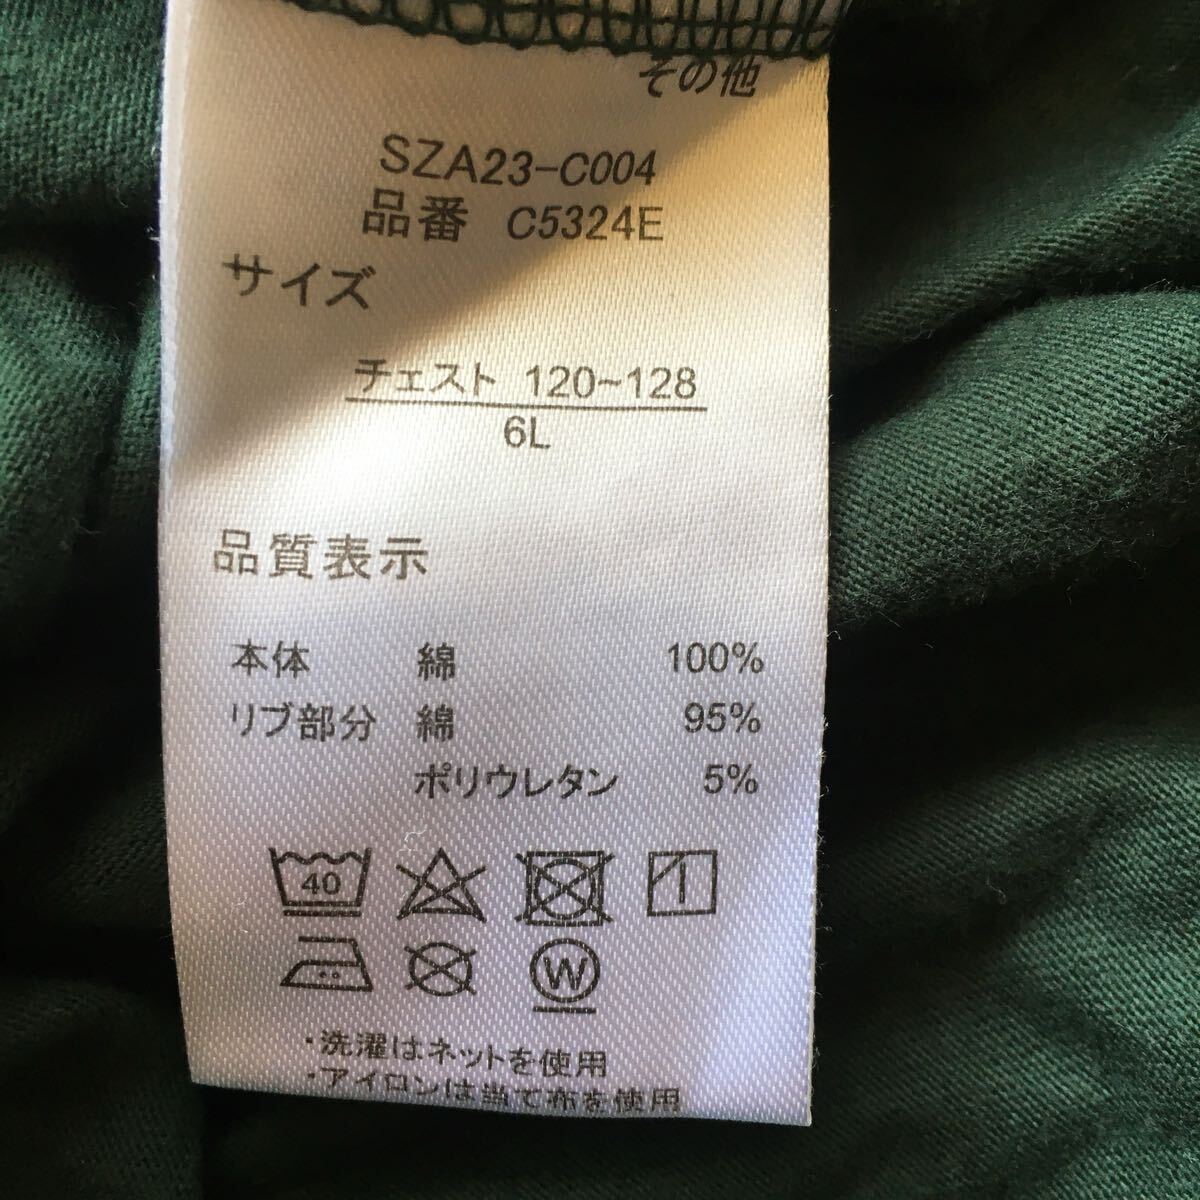 その他
SZA23-C004
品番 C5324E
サイズ
チェスト 120~128
6L
品質表示
本体 綿 100%
リブ部分 綿 95%
ポリウレタン 5%
40
W
・洗濯はネットを使用
・アイロンは当て布を使用